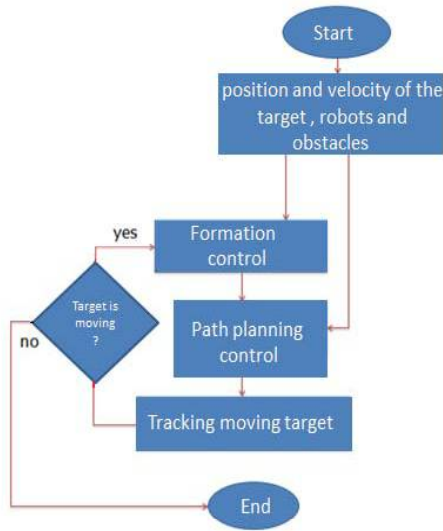 Start
position and velocity of the
target , robots and
obstacles
yes
Formation
control
Target is
moving
?
no
Path planning
control
Tracking moving target
End